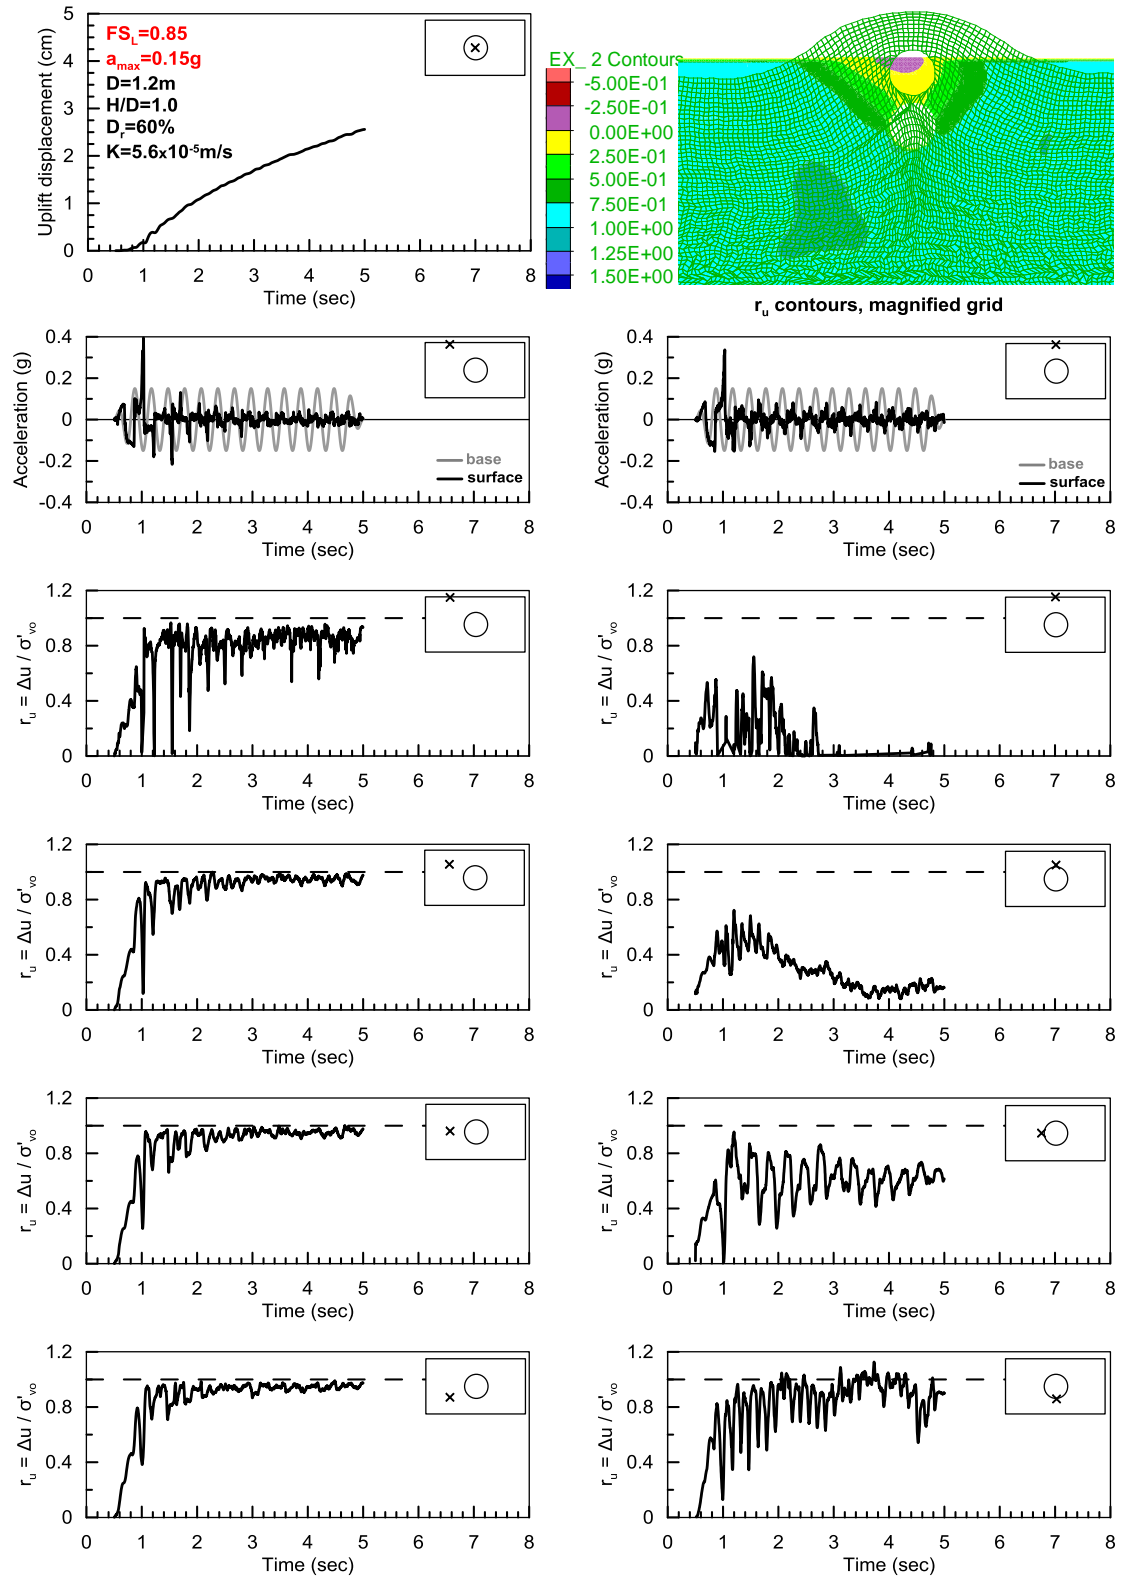 Uplift displacement (cm)
5
4
3
2
1
0
FS_L=0.85
a_max=0.15g
D=1.2m
H/D=1.0
D_r=60%
K=5.6x10^-5m/s
0 1 2 3 4 5 6 7 8
Time (sec)
EX_ 2 Contours
-5.00E-01
-2.50E-01
0.00E+00
2.50E-01
5.00E-01
7.50E-01
1.00E+00
1.25E+00
1.50E+00
r_u contours, magnified grid
Acceleration (g)
0.4
0.2
0
-0.2
-0.4
base
surface
0 1 2 3 4 5 6 7 8
Time (sec)
Acceleration (g)
0.4
0.2
0
-0.2
-0.4
base
surface
0 1 2 3 4 5 6 7 8
Time (sec)
r_u = Δu / σ'_vo
1.2
0.8
0.4
0
0 1 2 3 4 5 6 7 8
Time (sec)
r_u = Δu / σ'_vo
1.2
0.8
0.4
0
0 1 2 3 4 5 6 7 8
Time (sec)
r_u = Δu / σ'_vo
1.2
0.8
0.4
0
0 1 2 3 4 5 6 7 8
Time (sec)
r_u = Δu / σ'_vo
1.2
0.8
0.4
0
0 1 2 3 4 5 6 7 8
Time (sec)
r_u = Δu / σ'_vo
1.2
0.8
0.4
0
0 1 2 3 4 5 6 7 8
Time (sec)
r_u = Δu / σ'_vo
1.2
0.8
0.4
0
0 1 2 3 4 5 6 7 8
Time (sec)
r_u = Δu / σ'_vo
1.2
0.8
0.4
0
0 1 2 3 4 5 6 7 8
Time (sec)
r_u = Δu / σ'_vo
1.2
0.8
0.4
0
0 1 2 3 4 5 6 7 8
Time (sec)